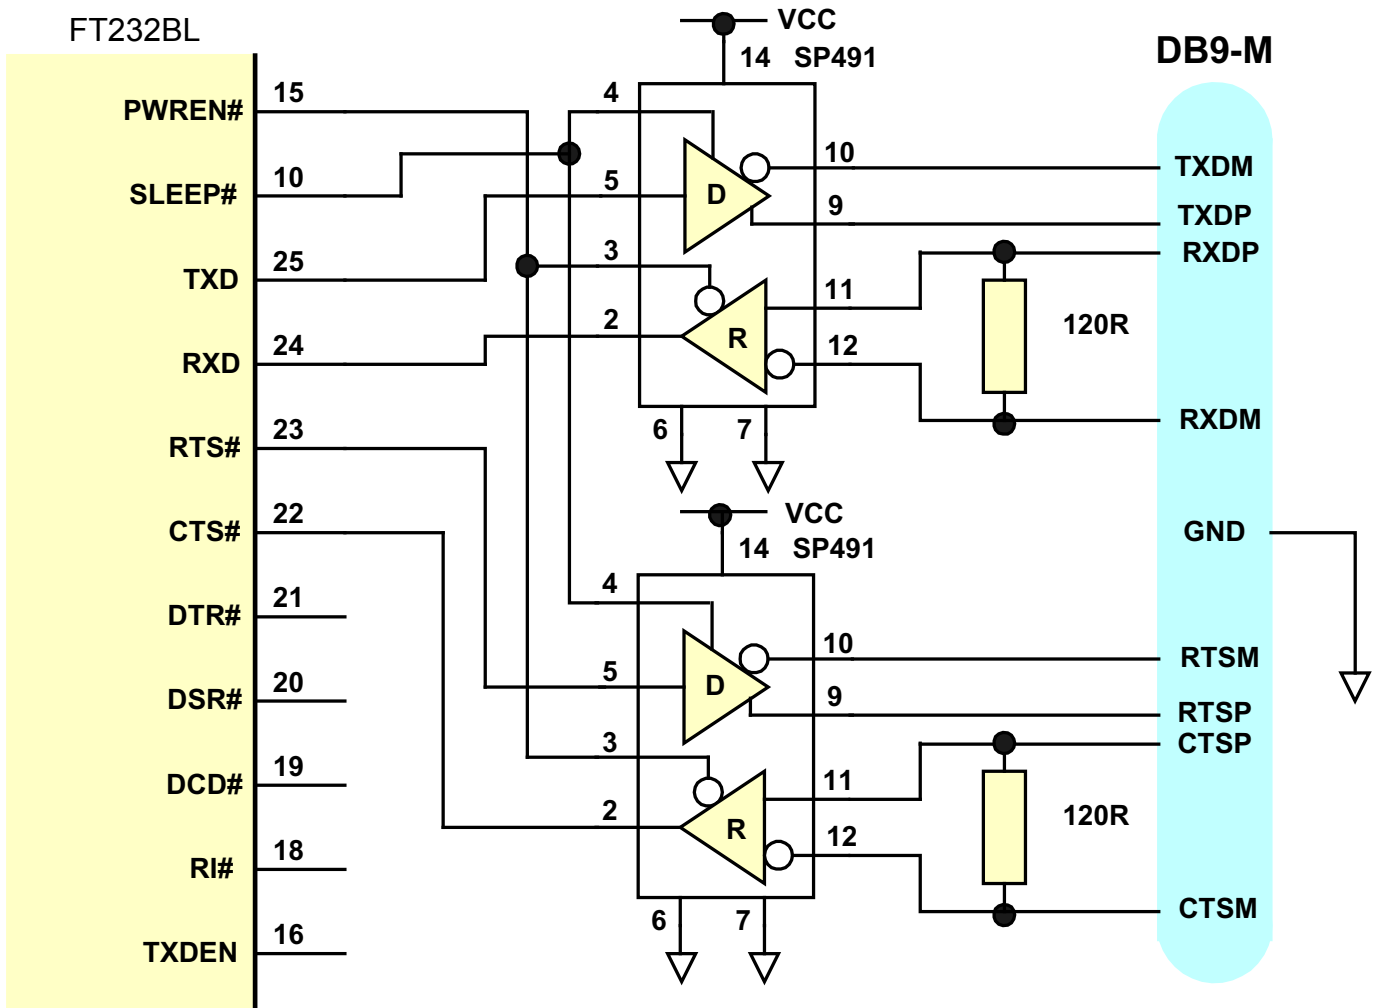 FT232BL
PWREN# 15
SLEEP# 10
TXD 25
RXD 24
RTS# 23
CTS# 22
DTR# 21
DSR# 20
DCD# 19
RI# 18
TXDEN 16
VCC
14 SP491
4
5
3
2
D
R
10
9
11
12
6 7
VCC
14 SP491
4
5
3
2
D
R
10
9
11
12
6 7
120R
120R
DB9-M
TXDM
TXDP
RXDP
RXDM
GND
RTSM
RTSP
CTSP
CTSM